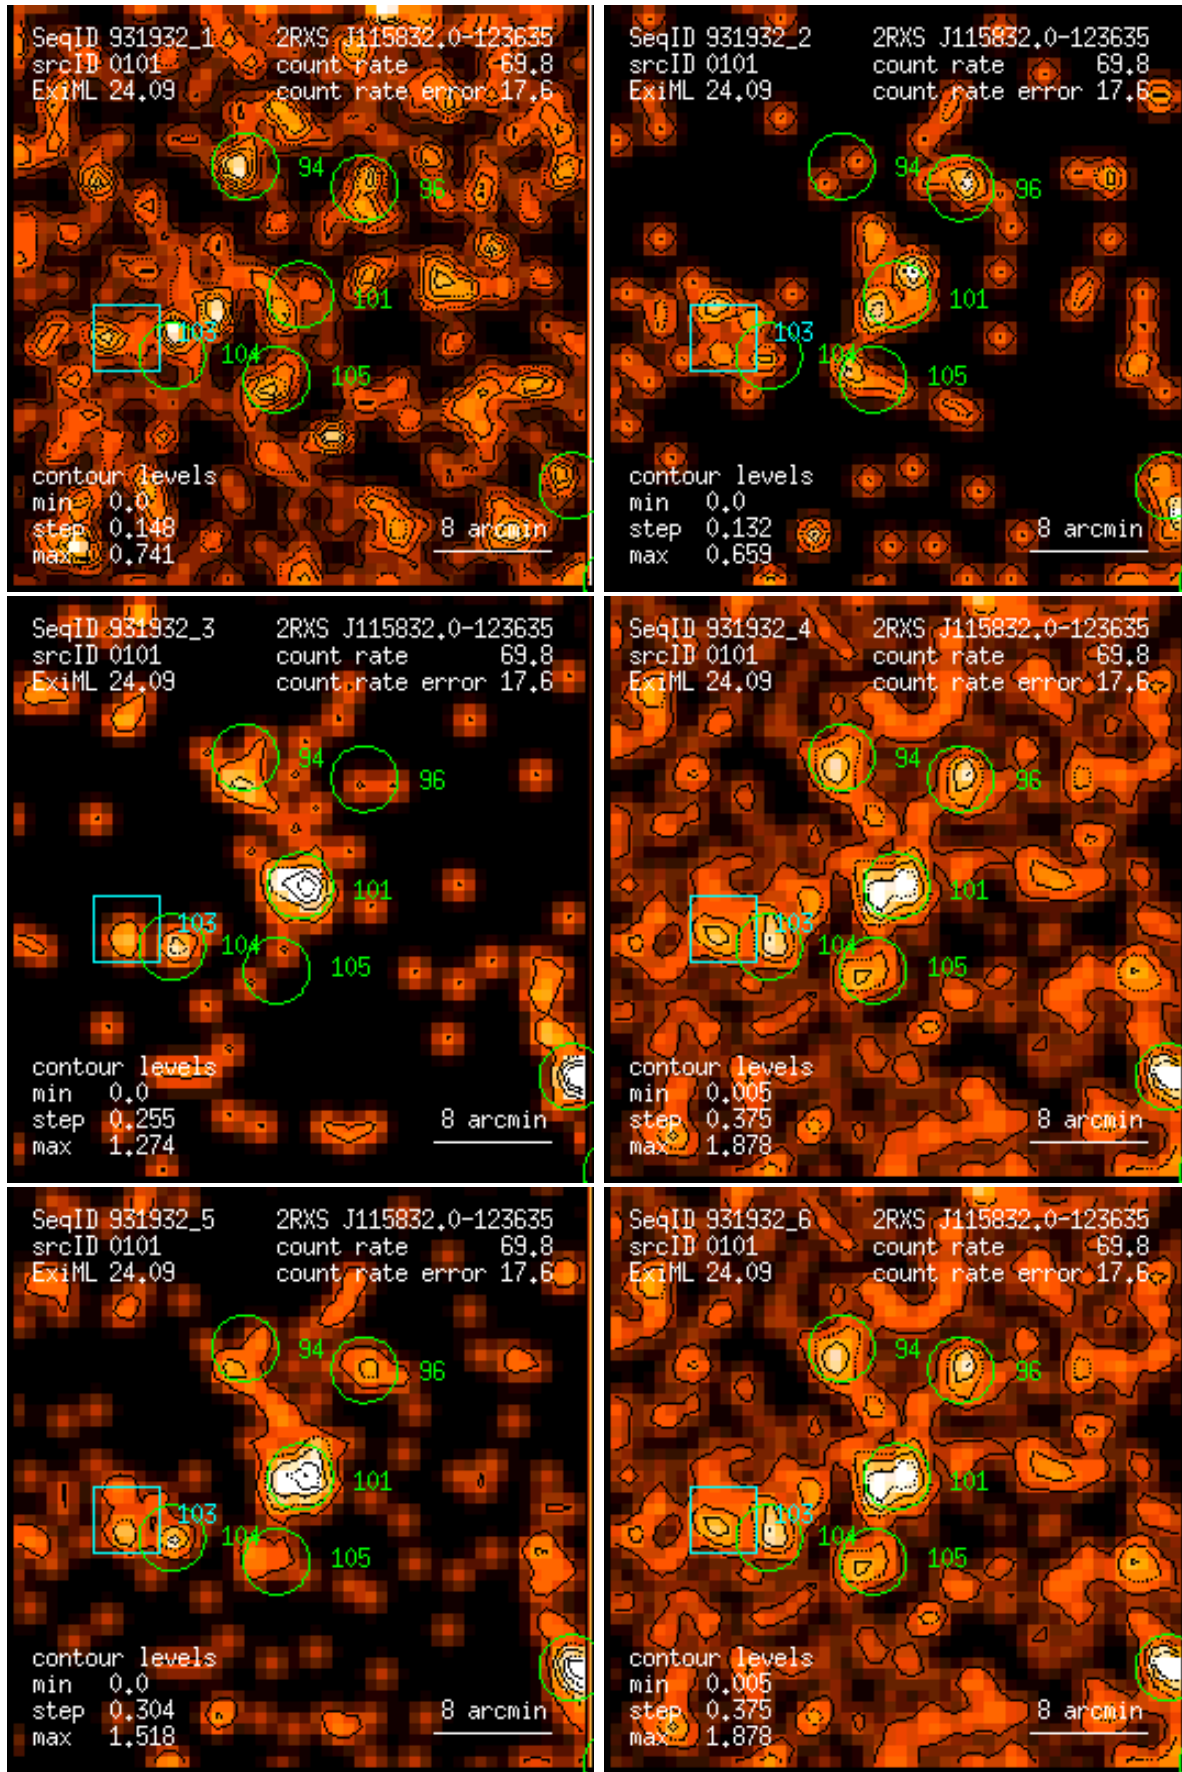 SeqID 931932_1 2RXS J115832.0-123635
srcID 0101 count rate 69.8
ExiML 24.09 count rate error 17.6
94
96
101
103
104
105
contour levels
min 0.0
step 0.148 8 arcmin
max 0.741
SeqID 931932_2 2RXS J115832.0-123635
srcID 0101 count rate 69.8
ExiML 24.09 count rate error 17.6
94
96
101
103
104
105
contour levels
min 0.0
step 0.132 8 arcmin
max 0.659
SeqID 931932_3 2RXS J115832.0-123635
srcID 0101 count rate 69.8
ExiML 24.09 count rate error 17.6
94
96
101
103
104
105
contour levels
min 0.0
step 0.255 8 arcmin
max 1.274
SeqID 931932_4 2RXS J115832.0-123635
srcID 0101 count rate 69.8
ExiML 24.09 count rate error 17.6
94
96
101
103
104
105
contour levels
min 0.005
step 0.375 8 arcmin
max 1.878
SeqID 931932_5 2RXS J115832.0-123635
srcID 0101 count rate 69.8
ExiML 24.09 count rate error 17.6
94
96
101
103
104
105
contour levels
min 0.0
step 0.304 8 arcmin
max 1.518
SeqID 931932_6 2RXS J115832.0-123635
srcID 0101 count rate 69.8
ExiML 24.09 count rate error 17.6
94
96
101
103
104
105
contour levels
min 0.005
step 0.375 8 arcmin
max 1.878